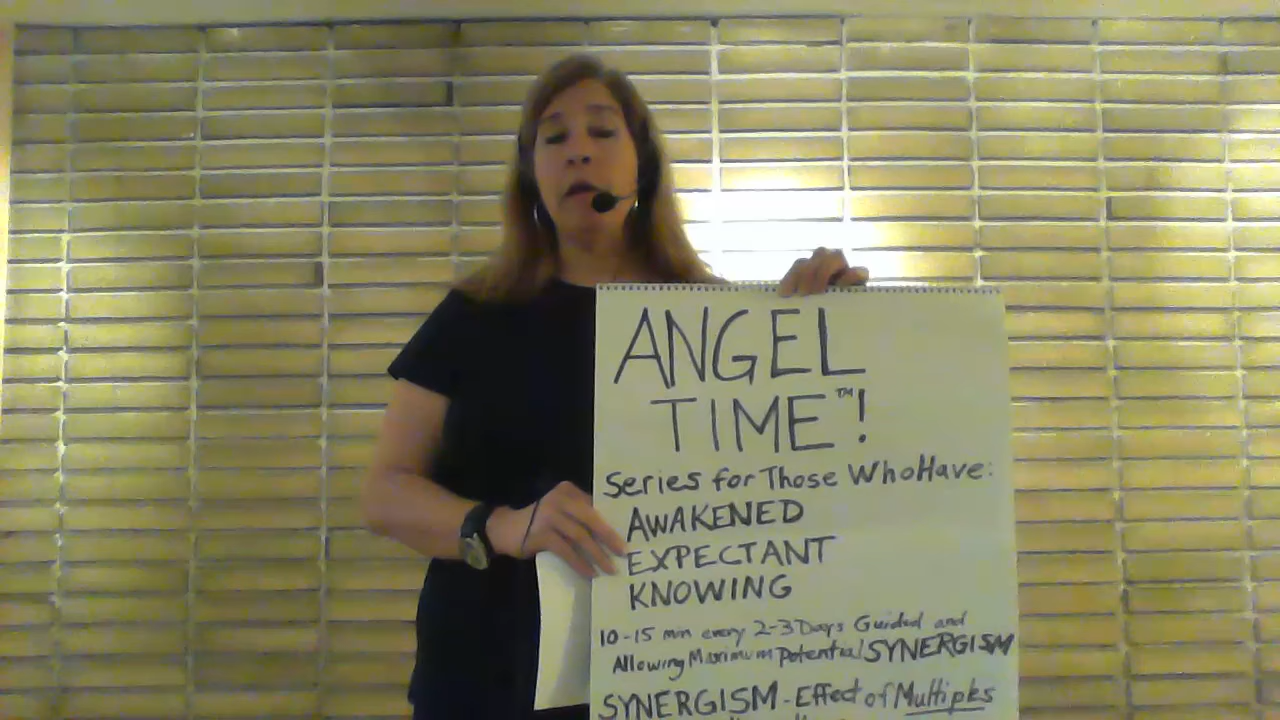 ANGEL
TIME™!
Series for Those Who Have:
AWAKENED
EXPECTANT
KNOWING
10-15 min every 2-3 Days Guided and
Allowing Maximum Potential SYNERGISM
SYNERGISM - Effect of Multiples